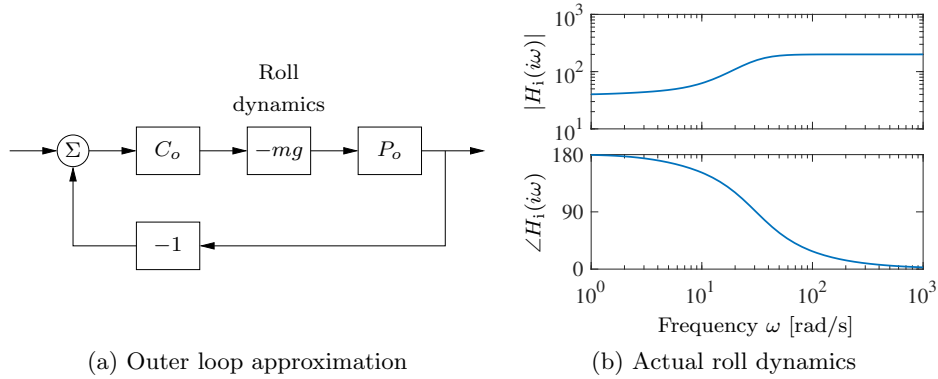 Roll
dynamics
Σ
C_o
−mg
P_o
−1
(a) Outer loop approximation
|H_i(iω)|
10^3
10^2
10^1
∠H_i(iω)
180
90
0
10^0 10^1 10^2 10^3
Frequency ω [rad/s]
(b) Actual roll dynamics